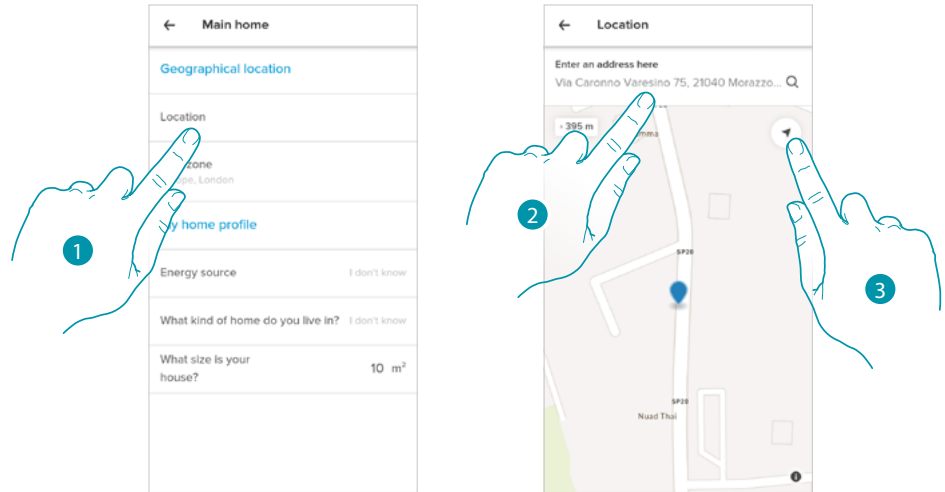 Main home
Geographical location
Location
zone
pe, London
y home profile
Energy source
I don't know
What kind of home do you live in?
I don't know
What size is your
house?
10 m²
1
Location
Enter an address here
Via Caronno Varesino 75, 21040 Morazzo...
395 m
mma
SP20
SP20
Nuad Thai
2
3